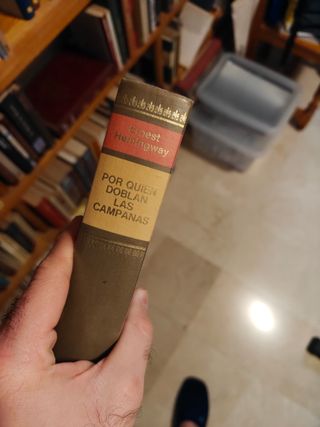 Ernest
Hemingway
POR QUIEN
DOBLAN
LAS
CAMPANAS